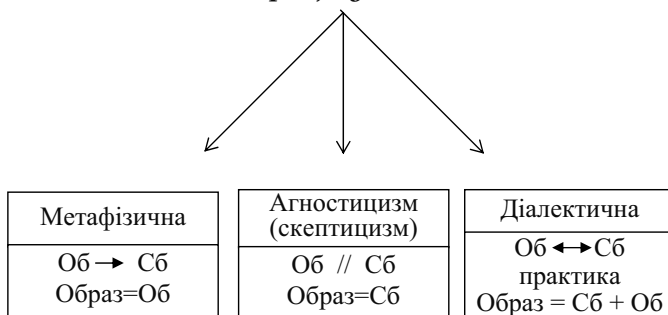 Метафізична
Об → Сб
Образ=Об
Агностицизм
(скептицизм)
Об // Сб
Образ=Сб
Діалектична
Об ↔ Сб
практика
Образ = Сб + Об